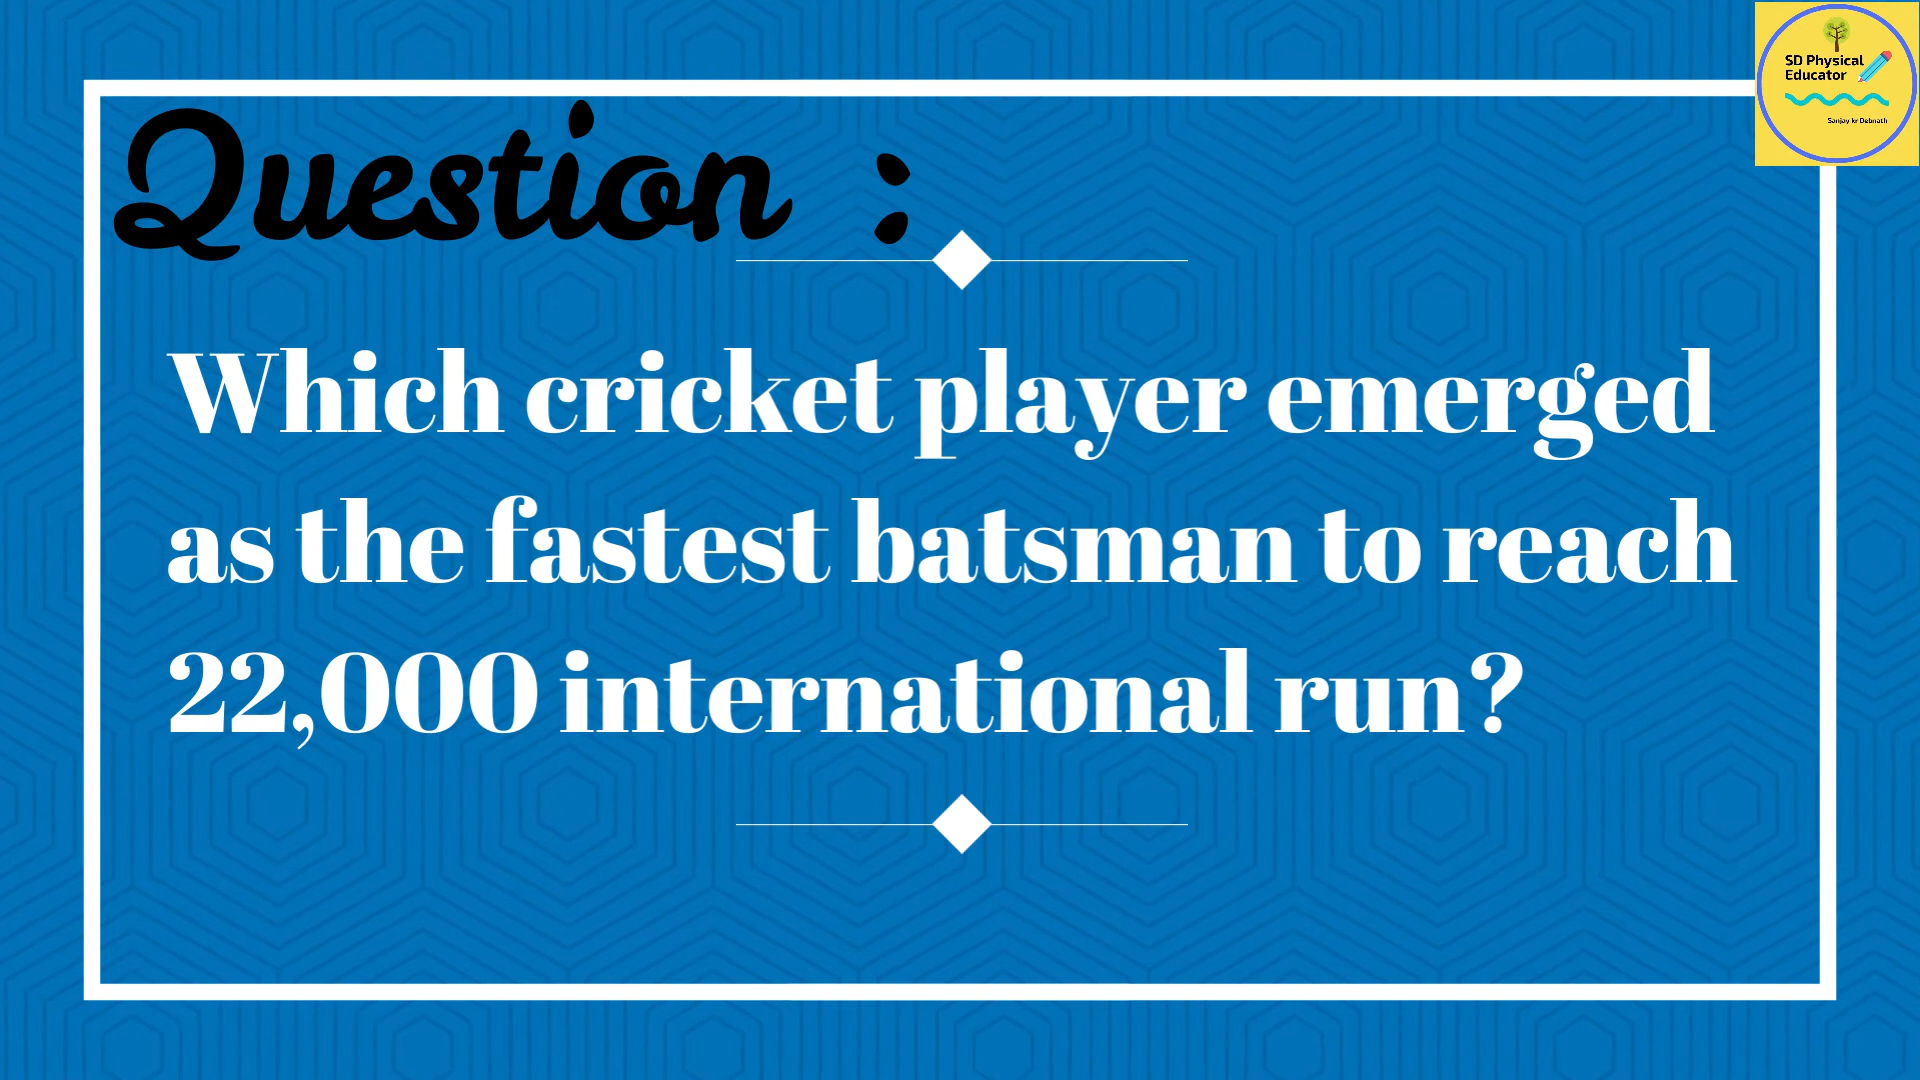 SD Physical
Educator
Sanjay kr Debnath
Question :
Which cricket player emerged
as the fastest batsman to reach
22,000 international run?